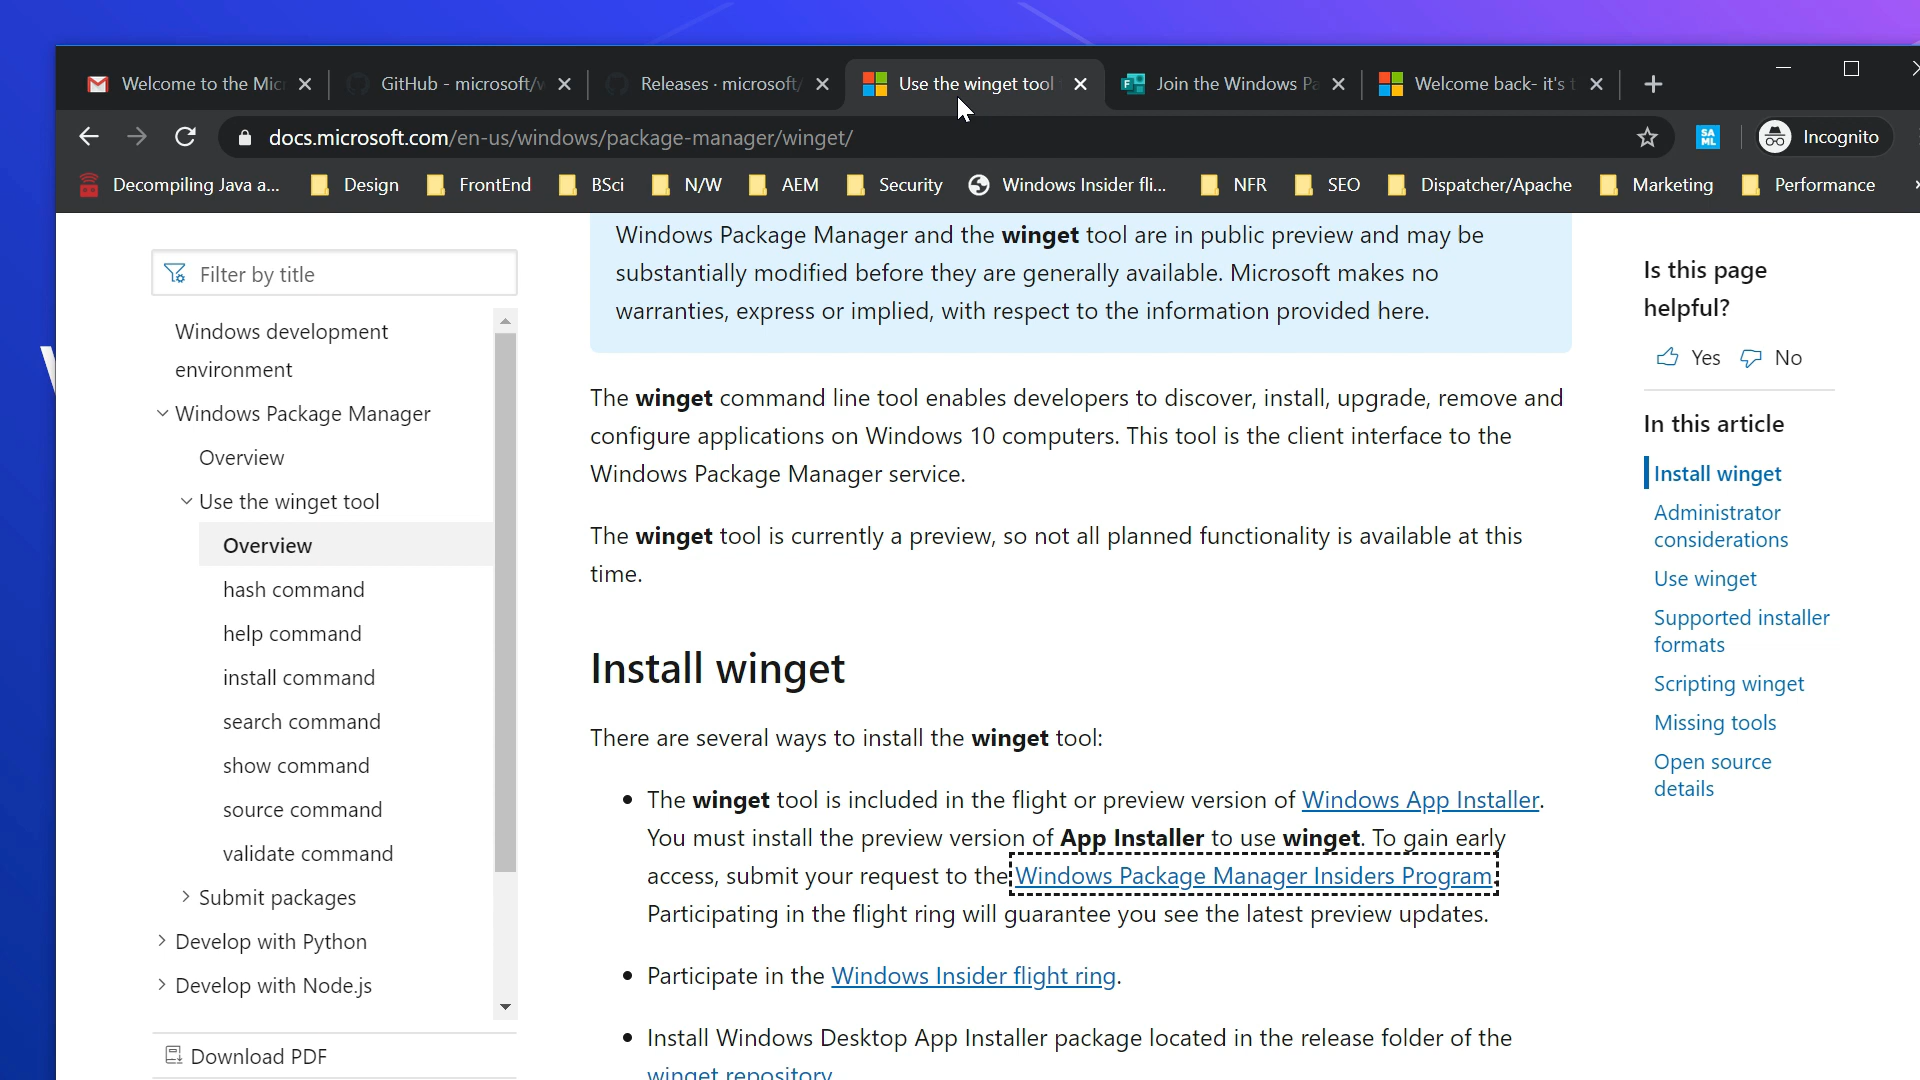 Welcome to the Mic
GitHub - microsoft/w
Releases · microsoft/
Use the winget tool
Join the Windows Pa
Welcome back- it's t
docs.microsoft.com/en-us/windows/package-manager/winget/
SA
ML
Incognito
Decompiling Java a...
Design
FrontEnd
BSci
N/W
AEM
Security
Windows Insider fli...
NFR
SEO
Dispatcher/Apache
Marketing
Performance
Filter by title
Windows development
environment
Windows Package Manager
Overview
Use the winget tool
Overview
hash command
help command
install command
search command
show command
source command
validate command
Submit packages
Develop with Python
Develop with Node.js
Download PDF
Windows Package Manager and the winget tool are in public preview and may be
substantially modified before they are generally available. Microsoft makes no
warranties, express or implied, with respect to the information provided here.
The winget command line tool enables developers to discover, install, upgrade, remove and
configure applications on Windows 10 computers. This tool is the client interface to the
Windows Package Manager service.
The winget tool is currently a preview, so not all planned functionality is available at this
time.
Install winget
There are several ways to install the winget tool:
• The winget tool is included in the flight or preview version of Windows App Installer.
You must install the preview version of App Installer to use winget. To gain early
access, submit your request to the Windows Package Manager Insiders Program.
Participating in the flight ring will guarantee you see the latest preview updates.
• Participate in the Windows Insider flight ring.
• Install Windows Desktop App Installer package located in the release folder of the
winget repository
Is this page
helpful?
Yes
No
In this article
Install winget
Administrator
considerations
Use winget
Supported installer
formats
Scripting winget
Missing tools
Open source
details